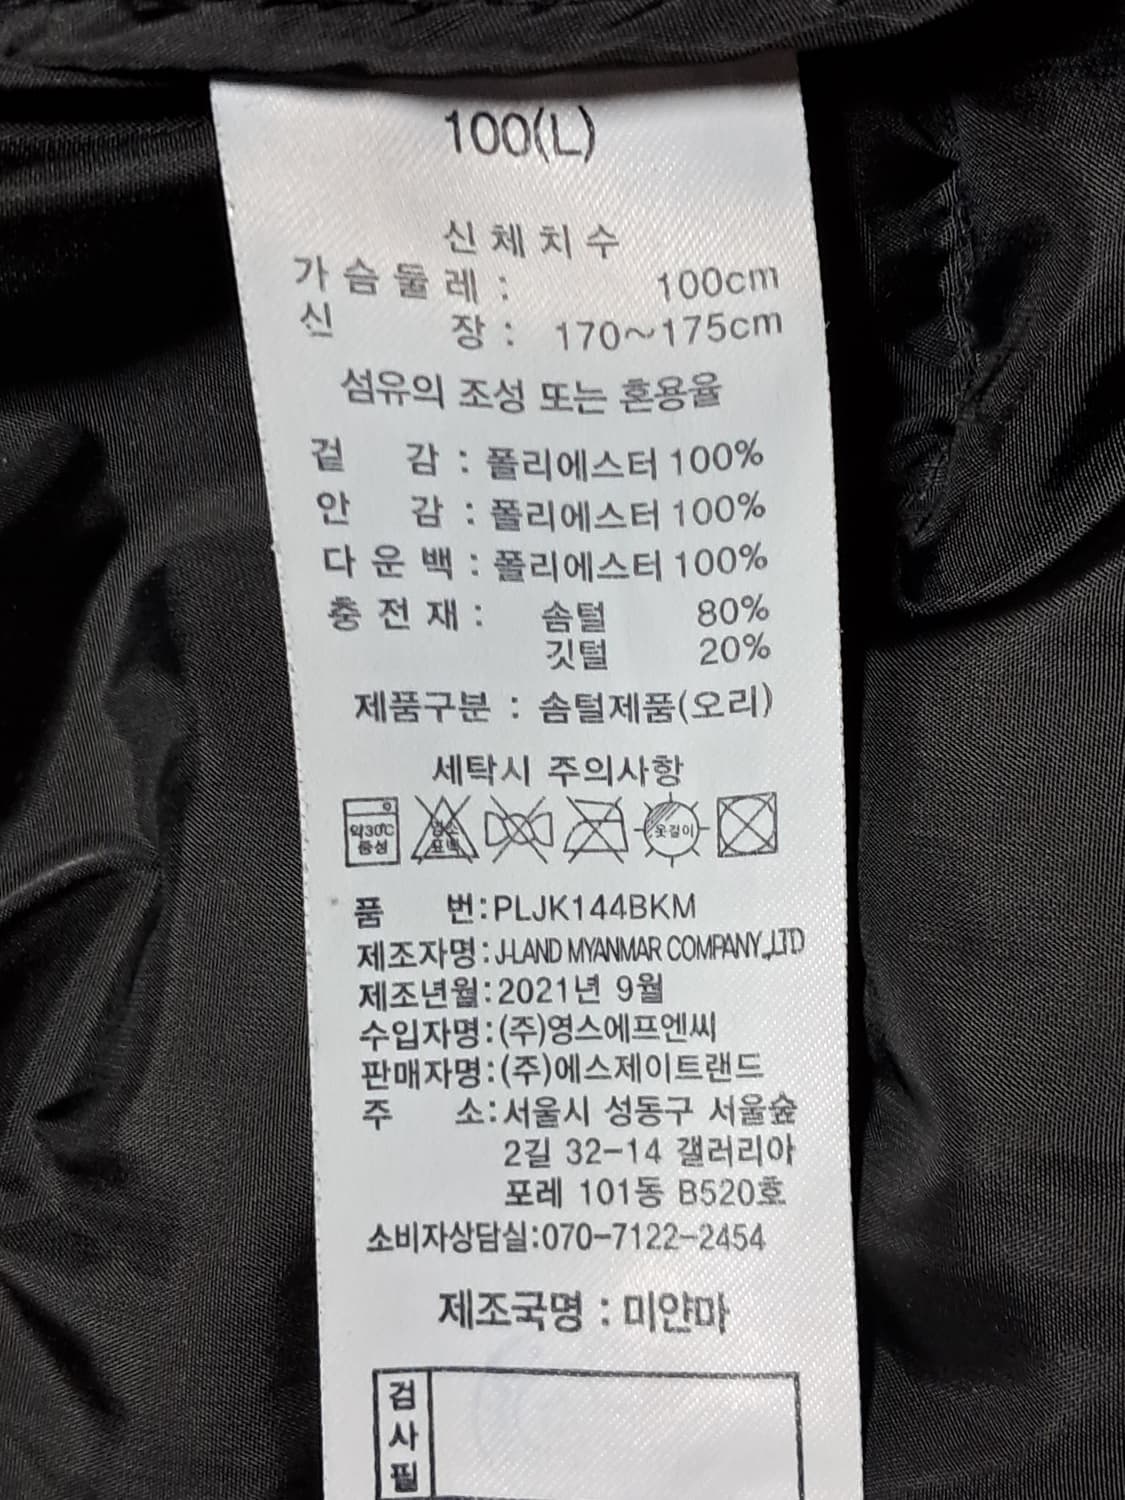 100(L)
신체치수
가슴둘레 : 100cm
신 장 : 170~175cm
섬유의 조성 또는 혼용율
겉 감 : 폴리에스터 100%
안 감 : 폴리에스터 100%
다운백 : 폴리에스터 100%
충전재 : 솜털 80%
깃털 20%
제품구분 : 솜털제품(오리)
세탁시 주의사항
약30℃ 중성 염소 표백 옷걸이
품 번:PLJK144BKM
제조자명:J-LAND MYANMAR COMPANY.,LTD
제조년월:2021년 9월
수입자명:(주)영스에프엔씨
판매자명:(주)에스제이트랜드
주 소:서울시 성동구 서울숲
2길 32-14 갤러리아
포레 101동 B520호
소비자상담실:070-7122-2454
제조국명 : 미얀마
검
사
필